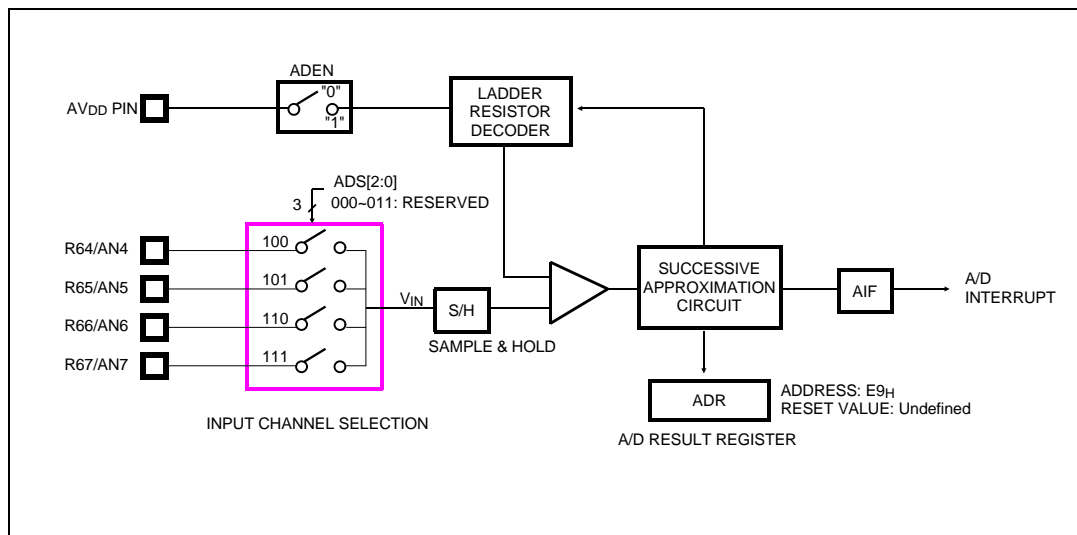 ADEN
AVDD PIN
"0"
"1"
LADDER
RESISTOR
DECODER
ADS[2:0]
3
000~011: RESERVED
R64/AN4
100
R65/AN5
101
R66/AN6
110
R67/AN7
111
VIN
S/H
SAMPLE & HOLD
SUCCESSIVE
APPROXIMATION
CIRCUIT
AIF
A/D
INTERRUPT
ADR
ADDRESS: E9H
RESET VALUE: Undefined
INPUT CHANNEL SELECTION
A/D RESULT REGISTER